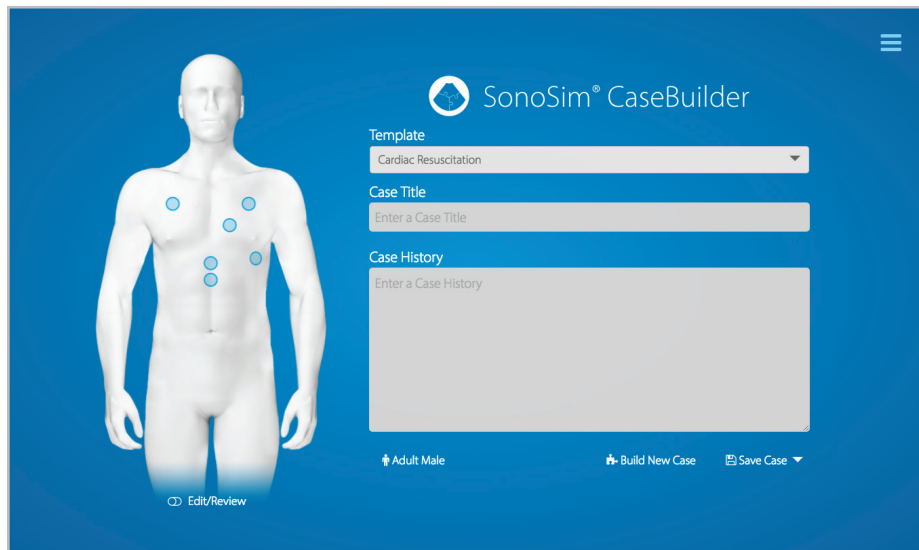 SonoSim® CaseBuilder
Template
Cardiac Resuscitation
Case Title
Enter a Case Title
Case History
Enter a Case History
Adult Male
Build New Case
Save Case
Edit/Review